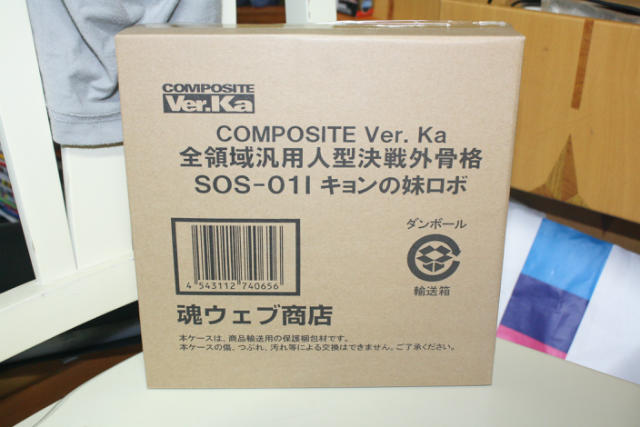 COMPOSITE
Ver.Ka
COMPOSITE Ver. Ka
全領域汎用人型決戦外骨格
SOS-01I キョンの妹ロボ
ダンボール
輸送箱
4 543112 740656
魂ウェブ商店
本ケースは、商品輸送用の保護梱包材です。
本ケースの傷、つぶれ、汚れ等による交換はできません。ご了承ください。